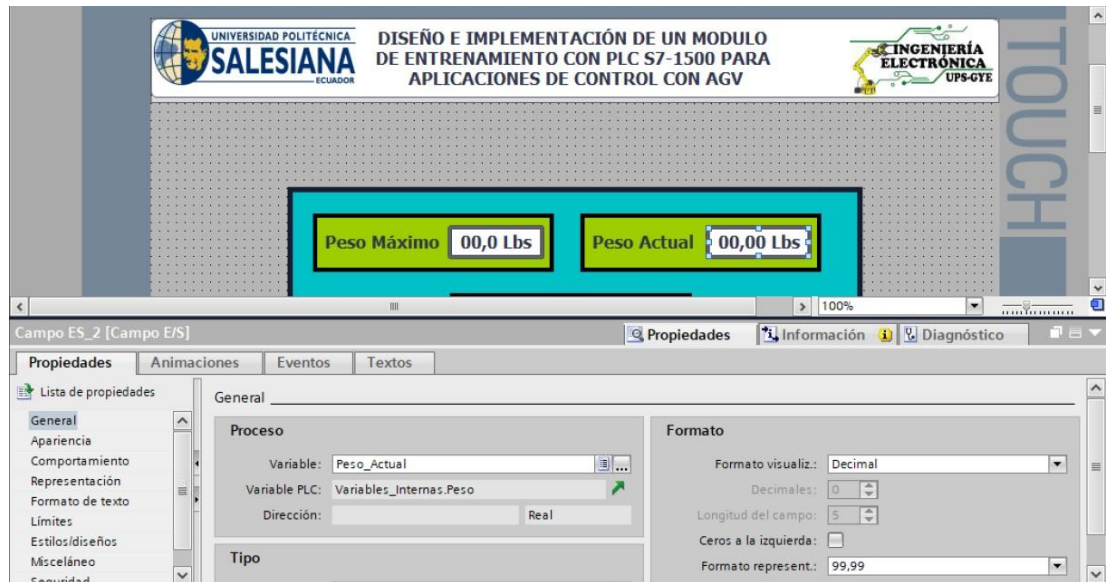 UNIVERSIDAD POLITÉCNICA
SALESIANA
ECUADOR
DISEÑO E IMPLEMENTACIÓN DE UN MODULO
DE ENTRENAMIENTO CON PLC S7-1500 PARA
APLICACIONES DE CONTROL CON AGV
INGENIERÍA
ELECTRÓNICA
UPS-GYE
TOUCH
Peso Máximo 00,0 Lbs
Peso Actual 00,00 Lbs
100%
Campo ES_2 [Campo E/S]
Propiedades Información Diagnóstico
Propiedades Animaciones Eventos Textos
Lista de propiedades
General
Apariencia
Comportamiento
Representación
Formato de texto
Límites
Estilos/diseños
Misceláneo
Seguridad
General
Proceso
Variable: Peso_Actual ...
Variable PLC: Variables_Internas.Peso
Dirección: Real
Tipo
Formato
Formato visualiz.: Decimal
Decimales: 0
Longitud del campo: 5
Ceros a la izquierda:
Formato represent.: 99,99